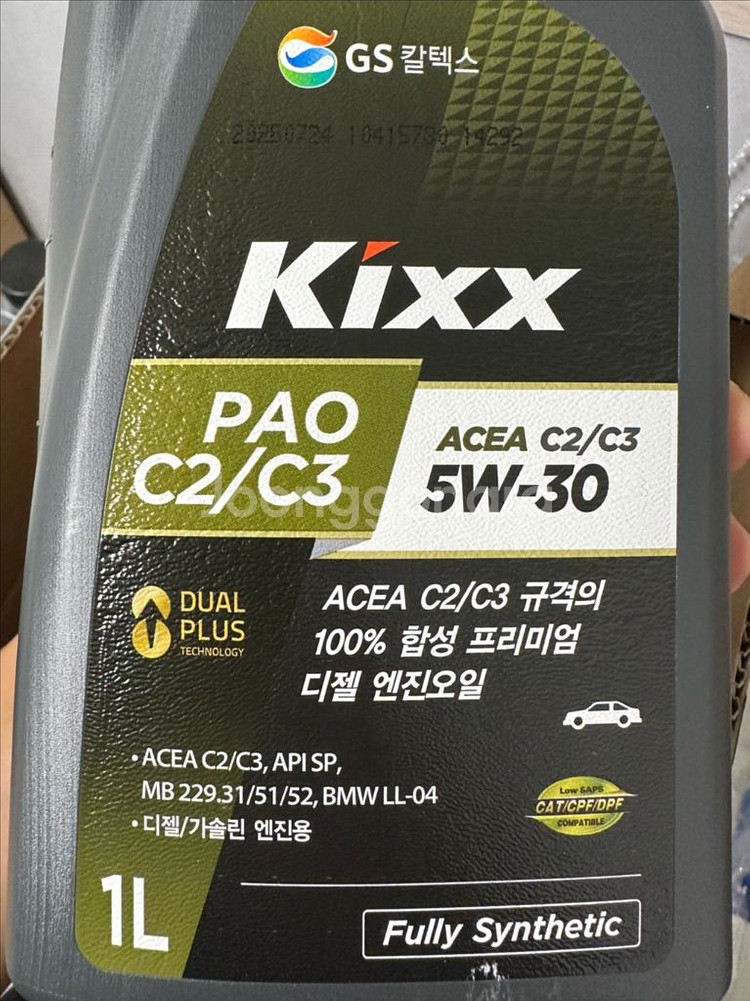 GS 칼텍스
20250724 10415730 14292
Kixx
PAO
C2/C3
ACEA C2/C3
5W-30
DUAL
PLUS
TECHNOLOGY
ACEA C2/C3 규격의
100% 합성 프리미엄
디젤 엔진오일
• ACEA C2/C3, API SP,
MB 229.31/51/52, BMW LL-04
• 디젤/가솔린 엔진용
Low SAPS
CAT/CPF/DPF
COMPATIBLE
1L
Fully Synthetic